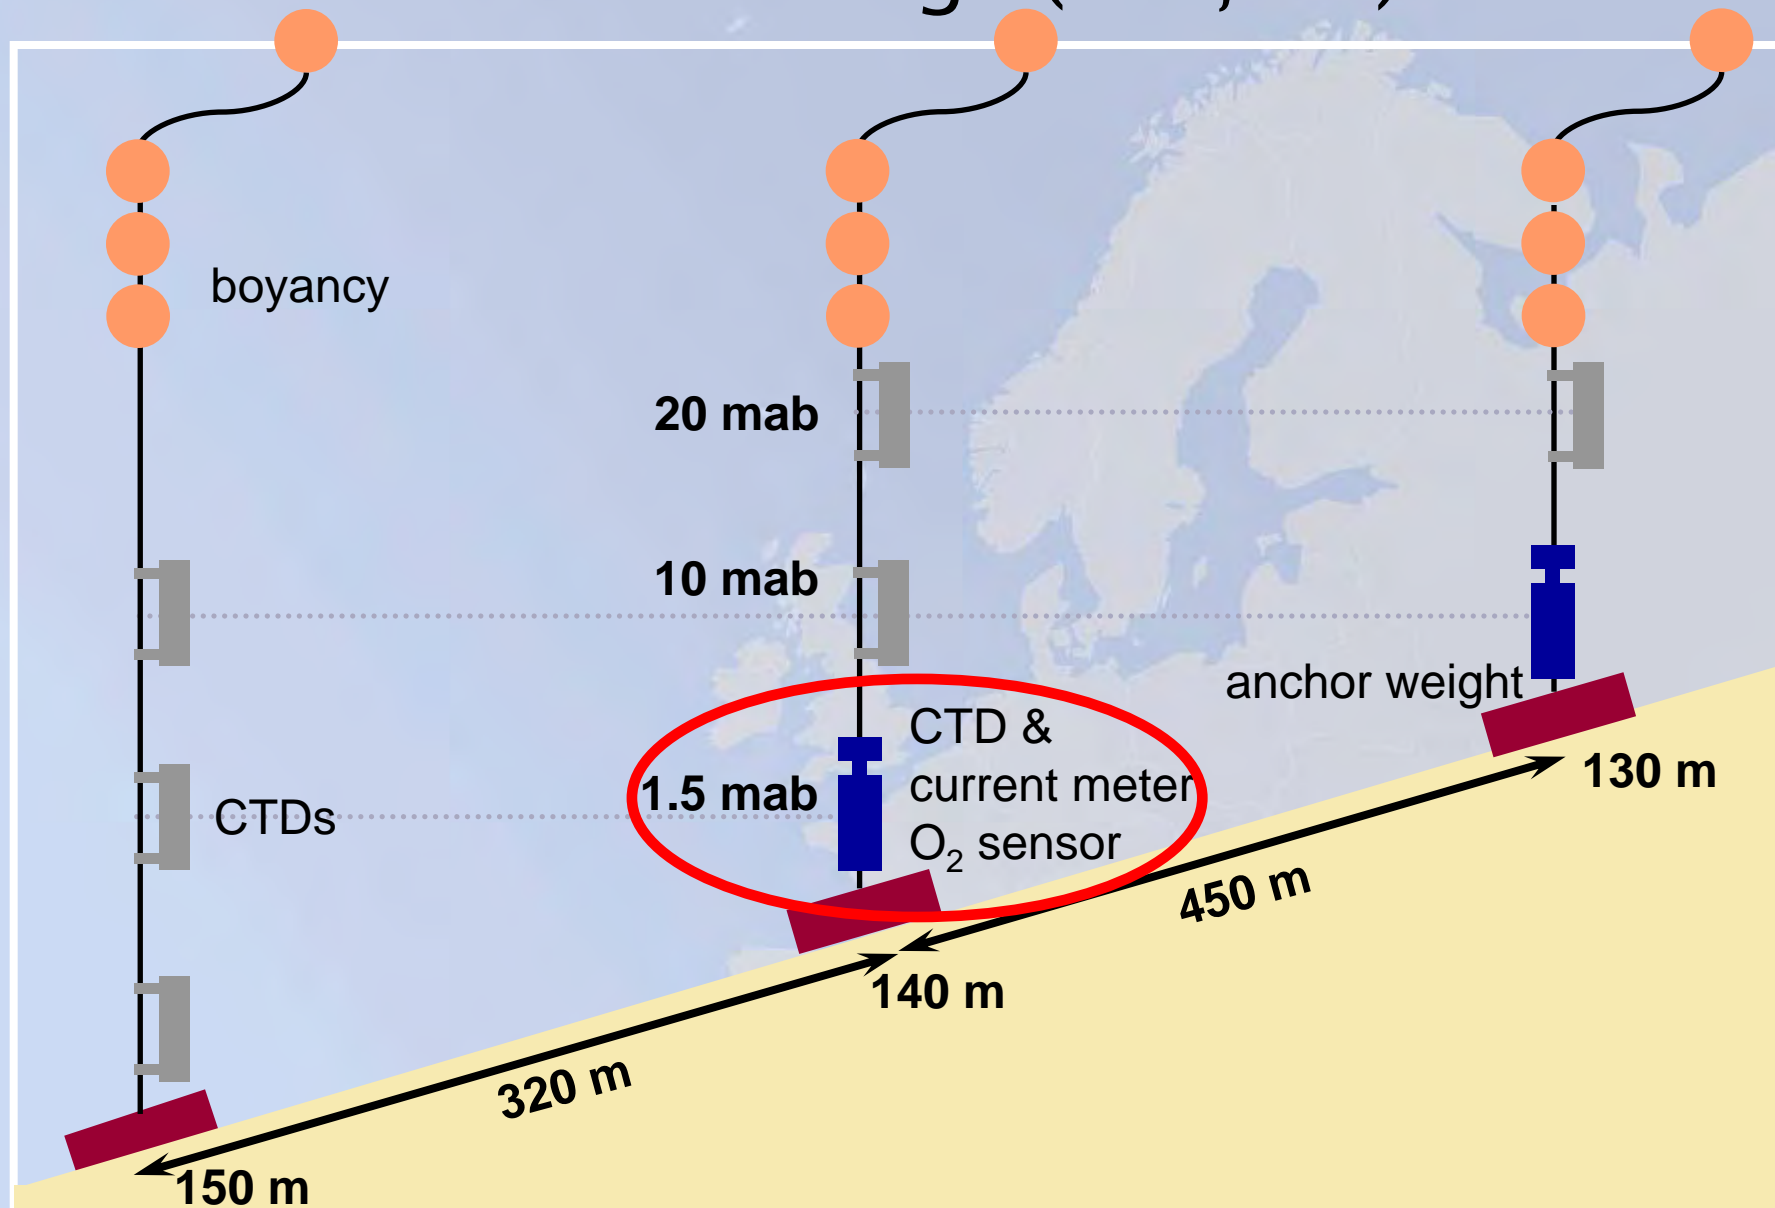 boyancy
20 mab
10 mab
anchor weight
CTD &
current meter
O₂ sensor
1.5 mab
CTDs
130 m
450 m
140 m
320 m
150 m